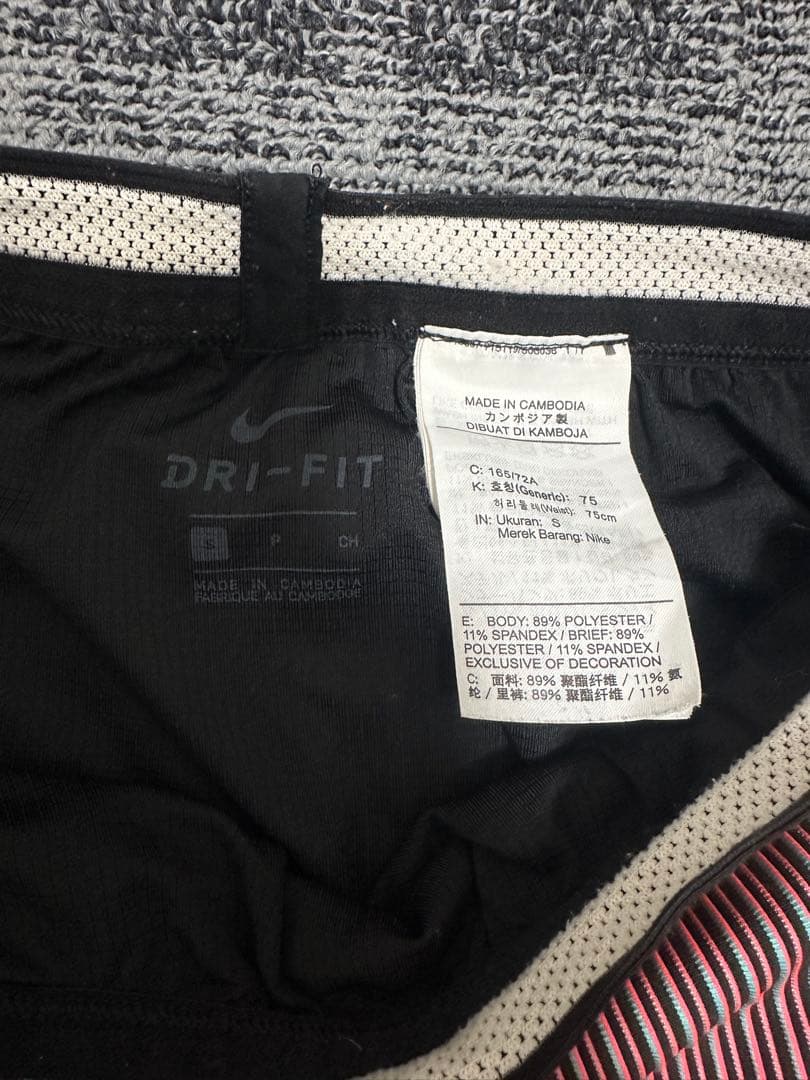 DRI-FIT
S P CH
MADE IN CAMBODIA
FABRIQUÉ AU CAMBODGE
MADE IN CAMBODIA
カンボジア製
DIBUAT DI KAMBOJA
C: 165/72A
K: 호칭(Generic): 75
허리둘레(Waist): 75cm
IN: Ukuran: S
Merek Barang: Nike
E: BODY: 89% POLYESTER /
11% SPANDEX / BRIEF: 89%
POLYESTER / 11% SPANDEX /
EXCLUSIVE OF DECORATION
C: 面料: 89% 聚酯纤维 / 11% 氨
纶 / 里裤: 89% 聚酯纤维 / 11%